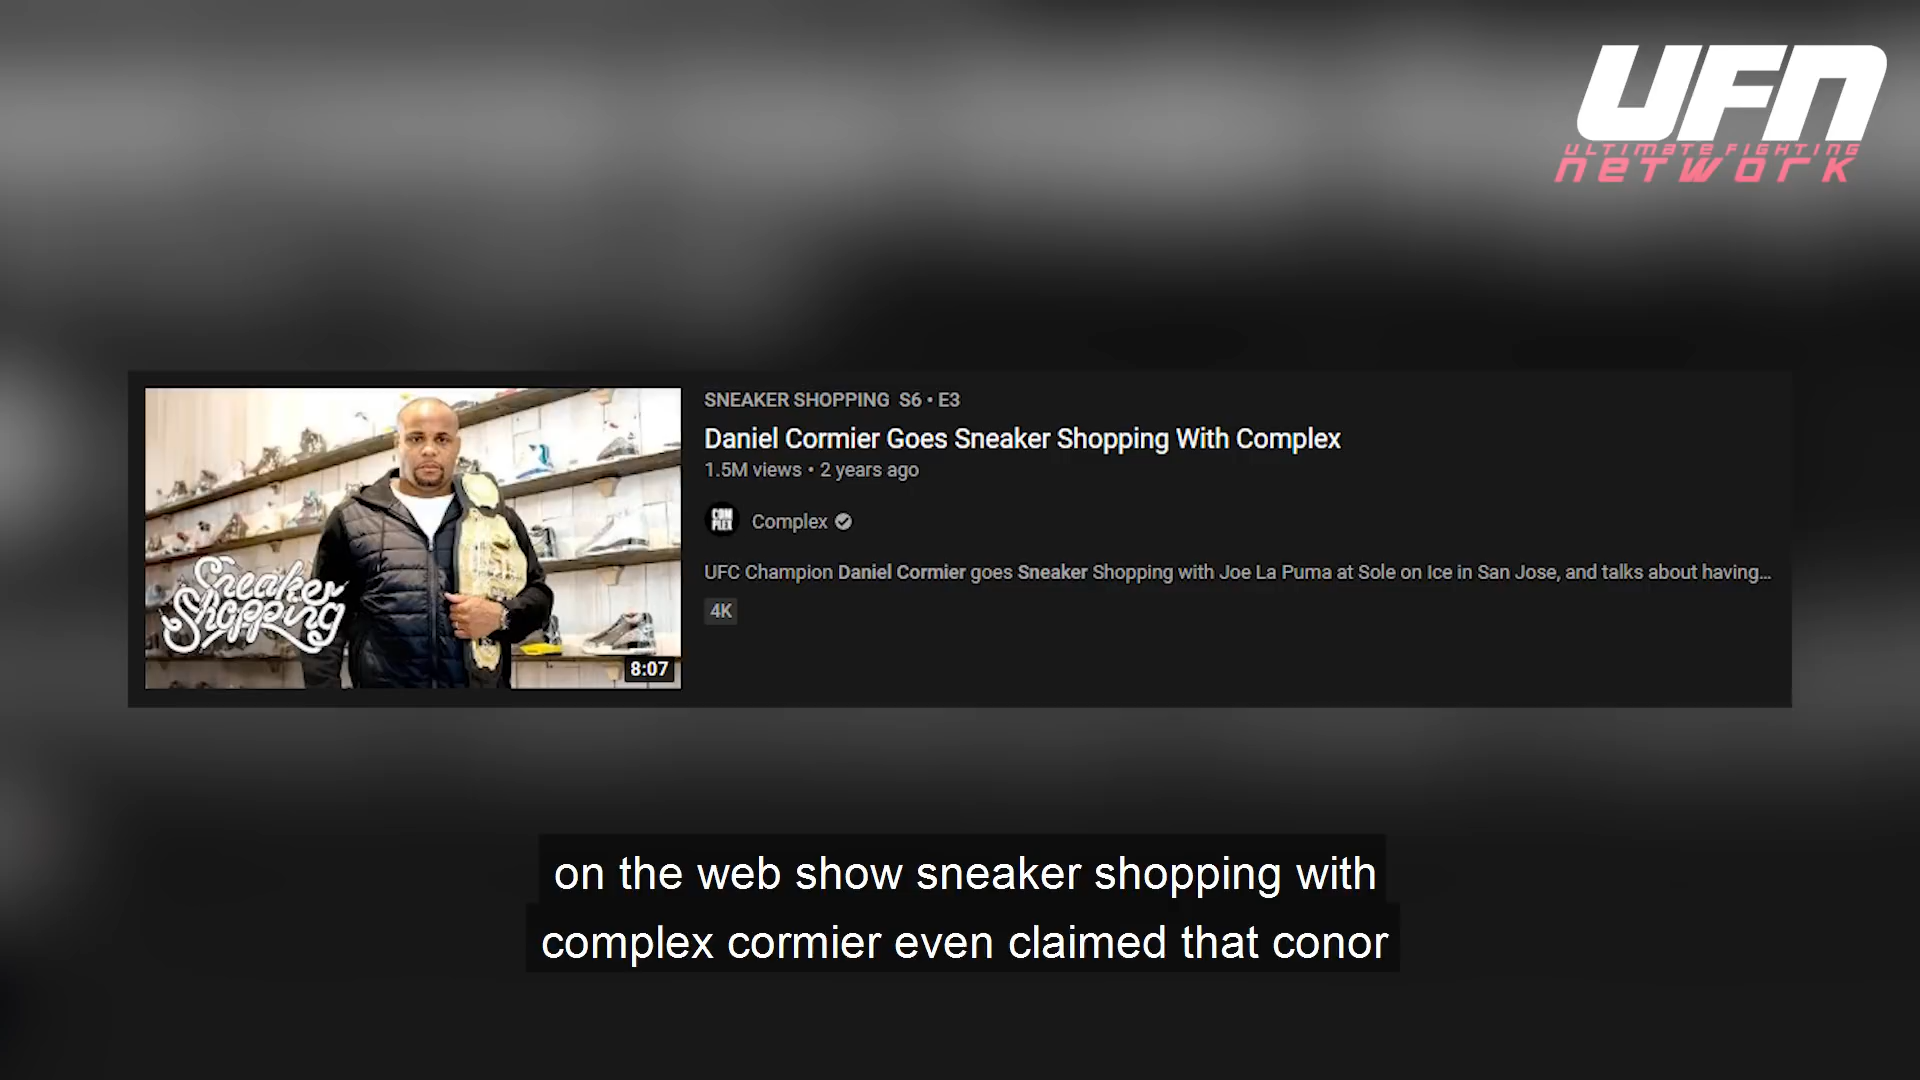 UFN
ULTIMATE FIGHTING
NETWORK
SNEAKER SHOPPING S6 • E3
Daniel Cormier Goes Sneaker Shopping With Complex
1.5M views • 2 years ago
COM
PLEX
Complex
UFC Champion Daniel Cormier goes Sneaker Shopping with Joe La Puma at Sole on Ice in San Jose, and talks about having...
4K
Sneaker
Shopping
8:07
on the web show sneaker shopping with
complex cormier even claimed that conor